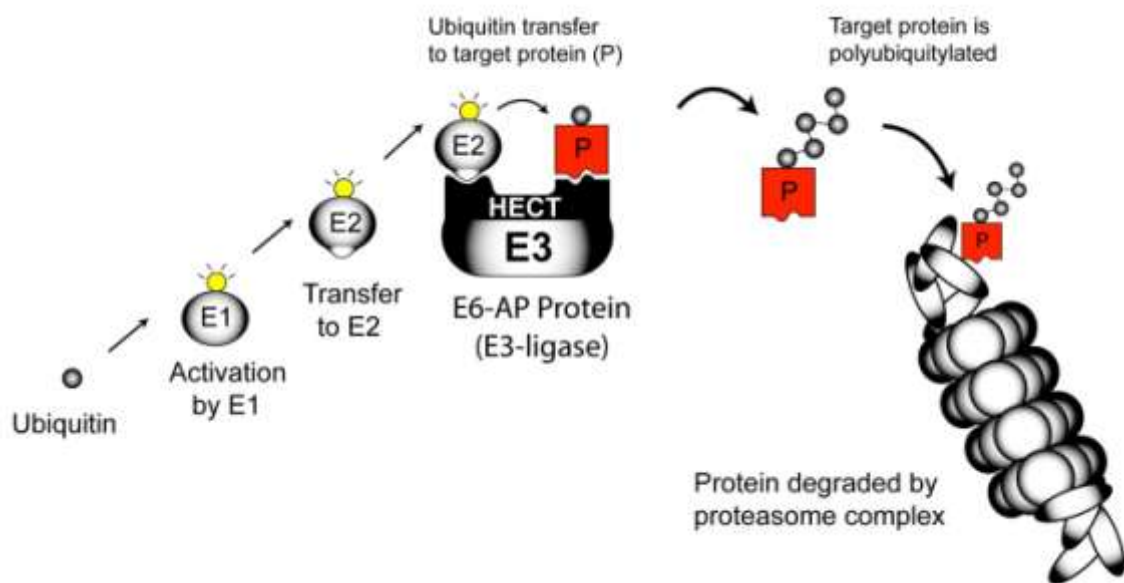 Ubiquitin transfer
to target protein (P)
Target protein is
polyubiquitylated
E2
P
HECT
E3
E6-AP Protein
(E3-ligase)
E2
Transfer
to E2
E1
Activation
by E1
Ubiquitin
P
P
Protein degraded by
proteasome complex